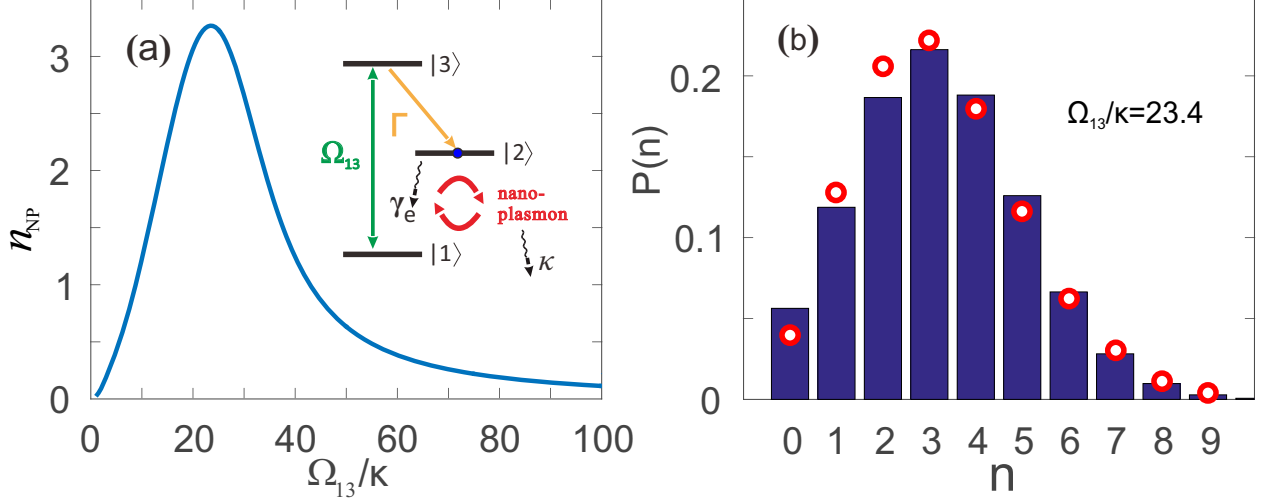 (a)
n_NP
3
2
1
0
0 20 40 60 80 100
Ω₁₃/κ
|3⟩
Γ
Ω₁₃
|2⟩
γₑ
nano-
plasmon
κ
|1⟩
(b)
P(n)
0.2
0.1
0
Ω₁₃/κ=23.4
0 1 2 3 4 5 6 7 8 9
n